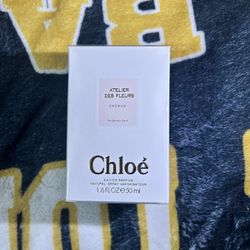 ATELIER
DES FLEURS
CEDRUS
Chloé
EAU DE PARFUM
NATURAL SPRAY VAPORISATEUR
1.6 FL OZ ℮ 50 ml